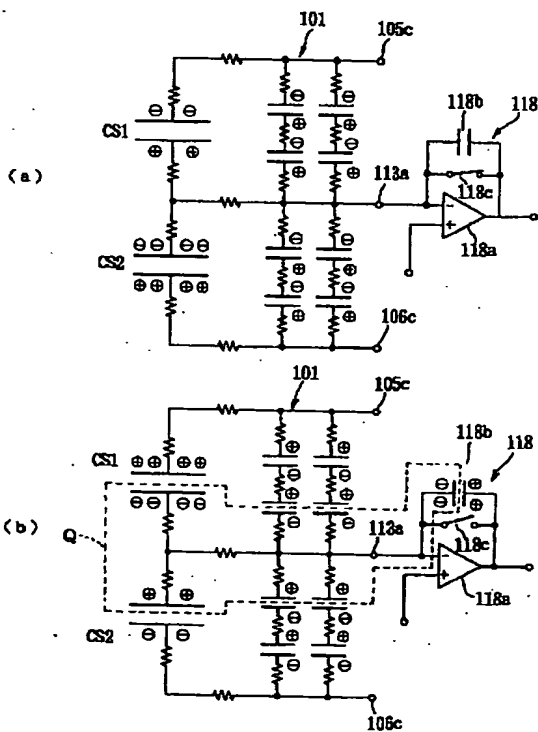 101
105c
118b
118
⊖ ⊖
CS1
⊕ ⊕
(a)
113a
118c
118a
⊖ ⊖ ⊖ ⊖
CS2
⊕ ⊕ ⊕ ⊕
106c
⊖
⊕
⊖
⊕
⊖
⊕
⊖
⊕
⊖
⊕
⊖
⊕
⊖
⊕
⊖
⊕
-
+
101
105c
118b
118
CS1
⊕ ⊕ ⊕ ⊕
⊖ ⊖ ⊖ ⊖
(b)
Q
113a
118c
118a
⊕ ⊕
CS2
⊖ ⊖
106c
⊕
⊖
⊕
⊖
⊕
⊖
⊕
⊖
⊕
⊖
⊕
⊖
⊕
⊖
⊕
⊖
⊖ ⊕
⊖ ⊕
-
+